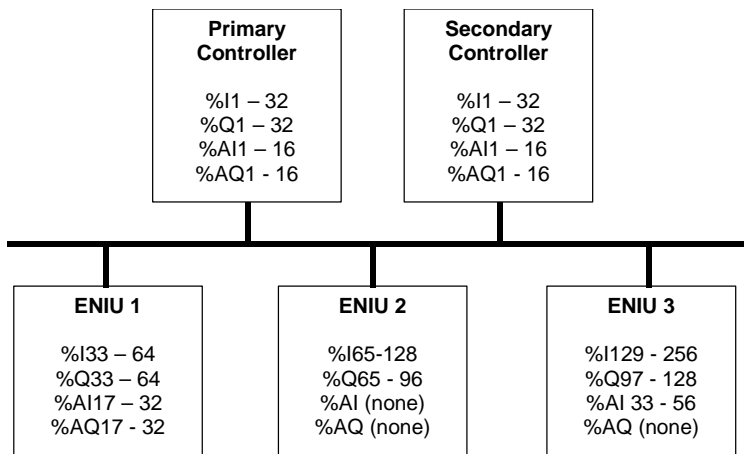 Primary
Controller
%I1 – 32
%Q1 – 32
%AI1 – 16
%AQ1 - 16
Secondary
Controller
%I1 – 32
%Q1 – 32
%AI1 – 16
%AQ1 - 16
ENIU 1
%I33 – 64
%Q33 – 64
%AI17 – 32
%AQ17 - 32
ENIU 2
%I65-128
%Q65 - 96
%AI (none)
%AQ (none)
ENIU 3
%I129 - 256
%Q97 - 128
%AI 33 - 56
%AQ (none)